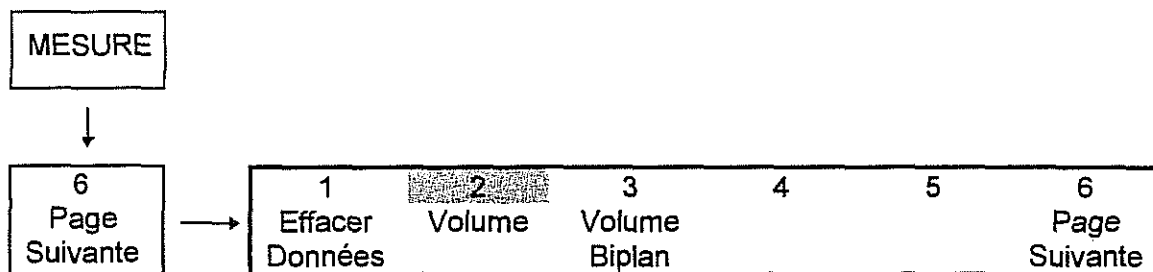 MESURE
6
Page
Suivante
1 2 3 4 5 6
Effacer Volume Volume Page
Données Biplan Suivante